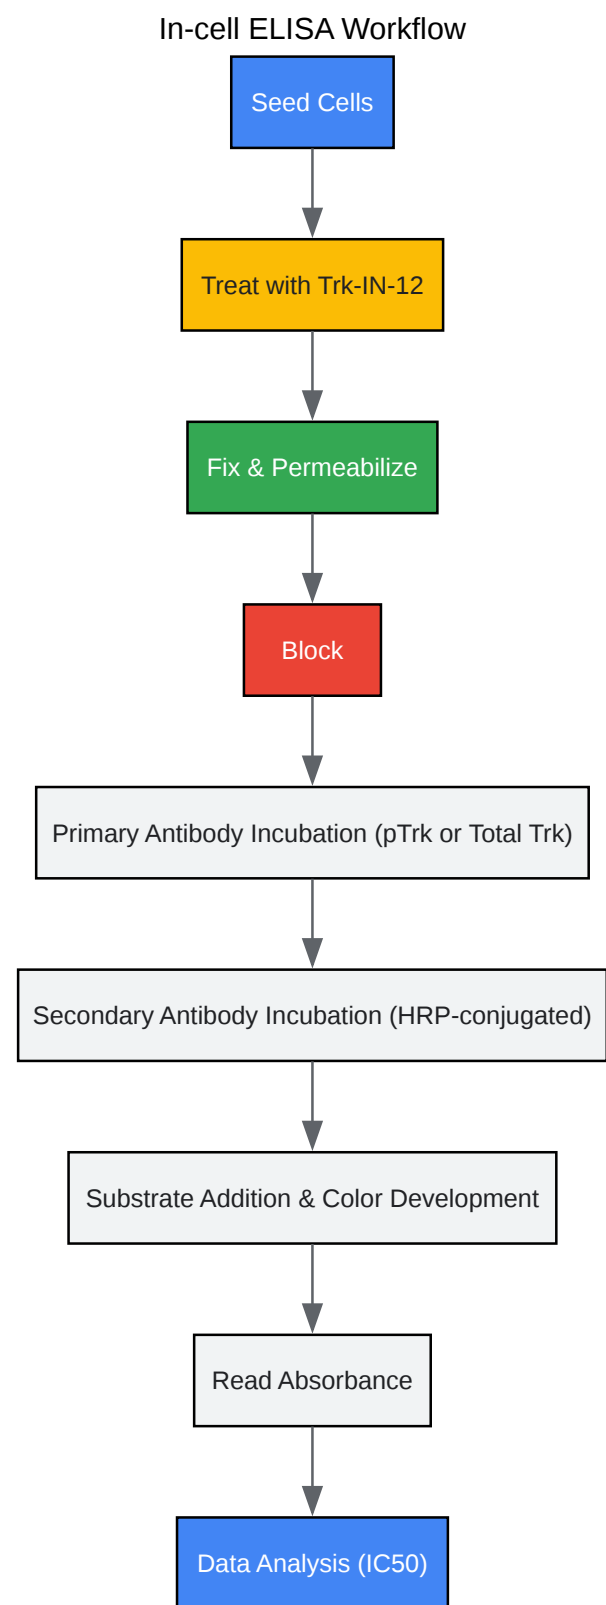 In-cell ELISA Workflow
Seed Cells
Treat with Trk-IN-12
Fix & Permeabilize
Block
Primary Antibody Incubation (pTrk or Total Trk)
Secondary Antibody Incubation (HRP-conjugated)
Substrate Addition & Color Development
Read Absorbance
Data Analysis (IC50)